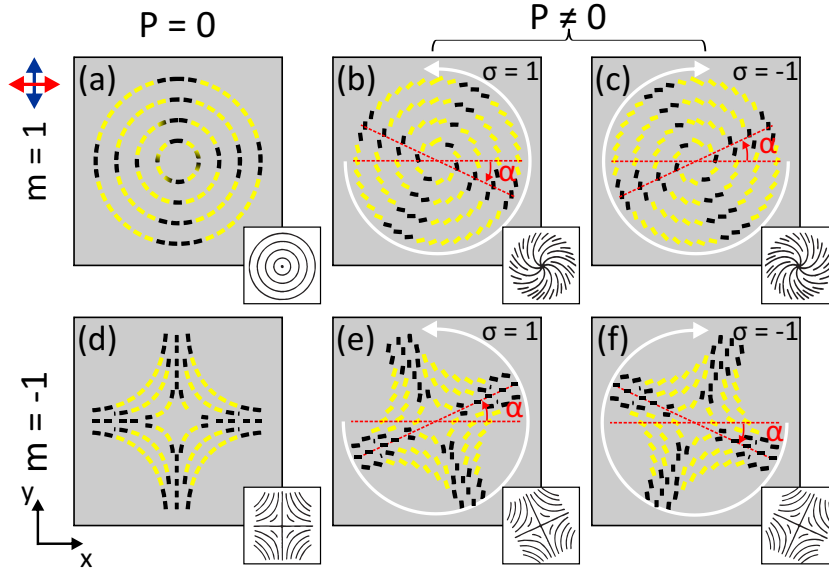 P = 0
P ≠ 0
m = 1
(a)
(b)
σ = 1
α
(c)
σ = -1
α
m = -1
(d)
(e)
σ = 1
α
(f)
σ = -1
α
y
x